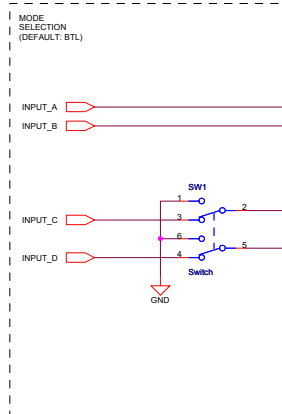 MODE
SELECTION
(DEFAULT: BTL)
INPUT_A
INPUT_B
SW1
1
2
INPUT_C
3
6
5
INPUT_D
4
Switch
GND